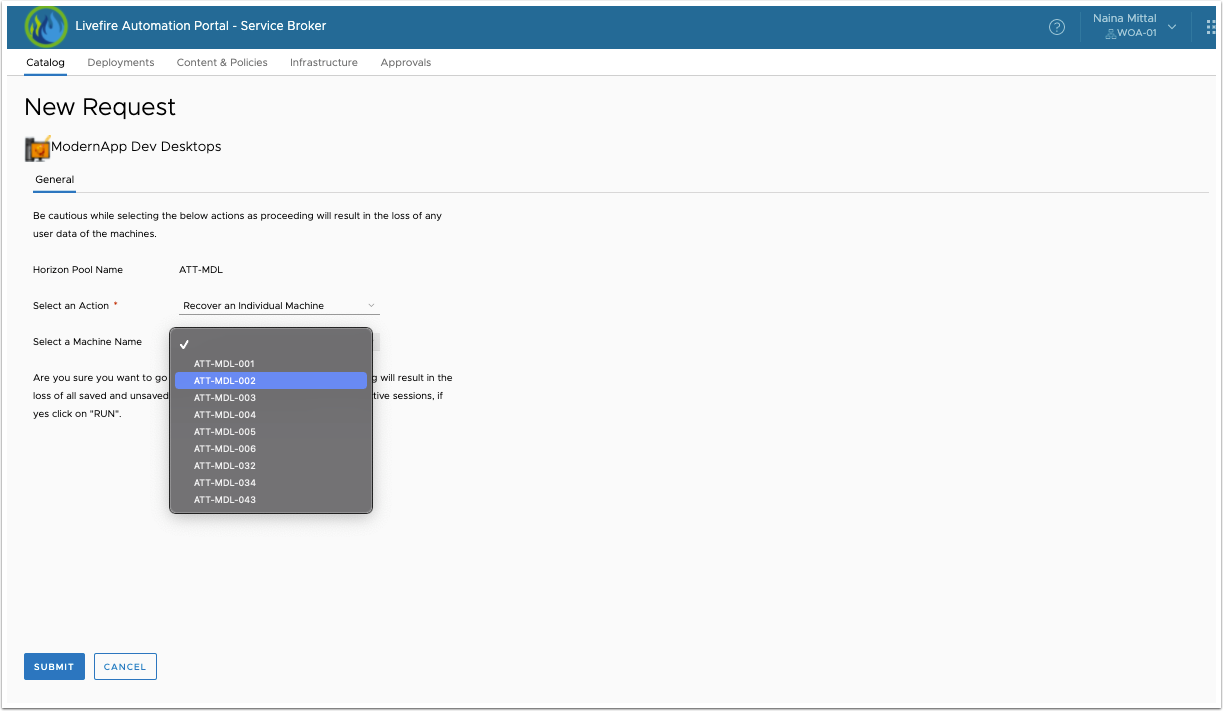 Livefire Automation Portal - Service Broker
Naina Mittal
WOA-01
Catalog Deployments Content & Policies Infrastructure Approvals
New Request
ModernApp Dev Desktops
General
Be cautious while selecting the below actions as proceeding will result in the loss of any
user data of the machines.
Horizon Pool Name ATT-MDL
Select an Action * Recover an Individual Machine
Select a Machine Name
ATT-MDL-001
ATT-MDL-002
ATT-MDL-003
ATT-MDL-004
ATT-MDL-005
ATT-MDL-006
ATT-MDL-032
ATT-MDL-034
ATT-MDL-043
Are you sure you want to go will result in the
loss of all saved and unsaved sessions, if
yes click on "RUN".
SUBMIT CANCEL